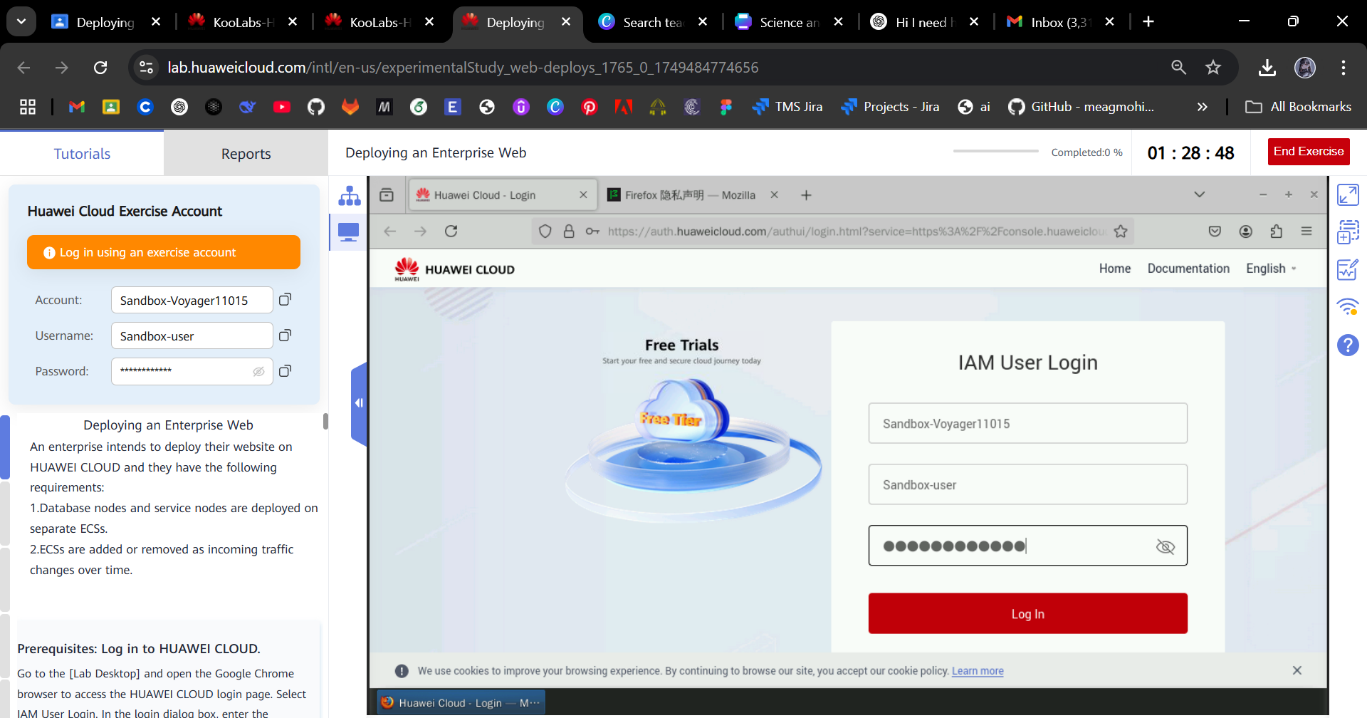 Deploying
KooLabs-H
KooLabs-H
Deploying
Search tea
Science an
Hi I need h
Inbox (3,31
lab.huaweicloud.com/intl/en-us/experimentalStudy_web-deploys_1765_0_1749484774656
TMS Jira
Projects - Jira
ai
GitHub - meagmohi...
All Bookmarks
Tutorials
Reports
Deploying an Enterprise Web
Completed:0 %
01 : 28 : 48
End Exercise
Huawei Cloud Exercise Account
Log in using an exercise account
Account:
Sandbox-Voyager11015
Username:
Sandbox-user
Password:
************
Deploying an Enterprise Web
An enterprise intends to deploy their website on
HUAWEI CLOUD and they have the following
requirements:
1.Database nodes and service nodes are deployed on
separate ECSs.
2.ECSs are added or removed as incoming traffic
changes over time.
Prerequisites: Log in to HUAWEI CLOUD.
Go to the [Lab Desktop] and open the Google Chrome
browser to access the HUAWEI CLOUD login page. Select
IAM User Login. In the login dialog box, enter the
Huawei Cloud - Login
Firefox 隐私声明 — Mozilla
https://auth.huaweicloud.com/authui/login.html?service=https%3A%2F%2Fconsole.huaweiclou
HUAWEI
HUAWEI CLOUD
Home
Documentation
English
Free Trials
Start your free and secure cloud journey today
Free Tier
IAM User Login
Sandbox-Voyager11015
Sandbox-user
●●●●●●●●●●●●
Log In
We use cookies to improve your browsing experience. By continuing to browse our site, you accept our cookie policy. Learn more
Huawei Cloud - Login — M···